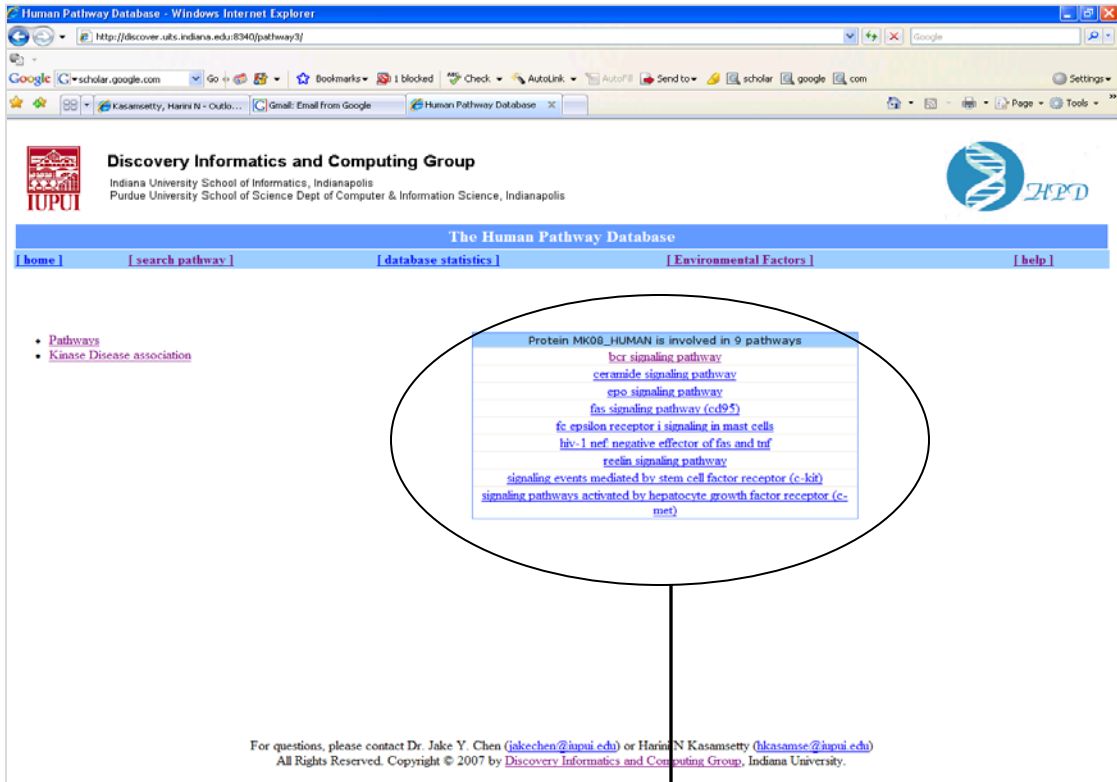 Human Pathway Database - Windows Internet Explorer
http://discover.uits.indiana.edu:8340/pathway3/
Google
Google scholar.google.com Go Bookmarks 1 blocked Check AutoLink AutoFill Send to scholar google com Settings
Kasamsetty, Harini N - Outlo... Gmail: Email from Google Human Pathway Database Page Tools
Discovery Informatics and Computing Group
Indiana University School of Informatics, Indianapolis
Purdue University School of Science Dept of Computer & Information Science, Indianapolis
IUPUI
HPD
The Human Pathway Database
[ home ] [ search pathway ] [ database statistics ] [ Environmental Factors ] [ help ]
Pathways
Kinase Disease association
Protein MK08_HUMAN is involved in 9 pathways
bcr signaling pathway
ceramide signaling pathway
epo signaling pathway
fas signaling pathway (cd95)
fc epsilon receptor i signaling in mast cells
hiv-1 nef: negative effector of fas and tnf
reelin signaling pathway
signaling events mediated by stem cell factor receptor (c-kit)
signaling pathways activated by hepatocyte growth factor receptor (c-
met)
For questions, please contact Dr. Jake Y. Chen (jakechen@iupui.edu) or Harini N Kasamsetty (hkasamse@iupui.edu)
All Rights Reserved. Copyright © 2007 by Discovery Informatics and Computing Group, Indiana University.